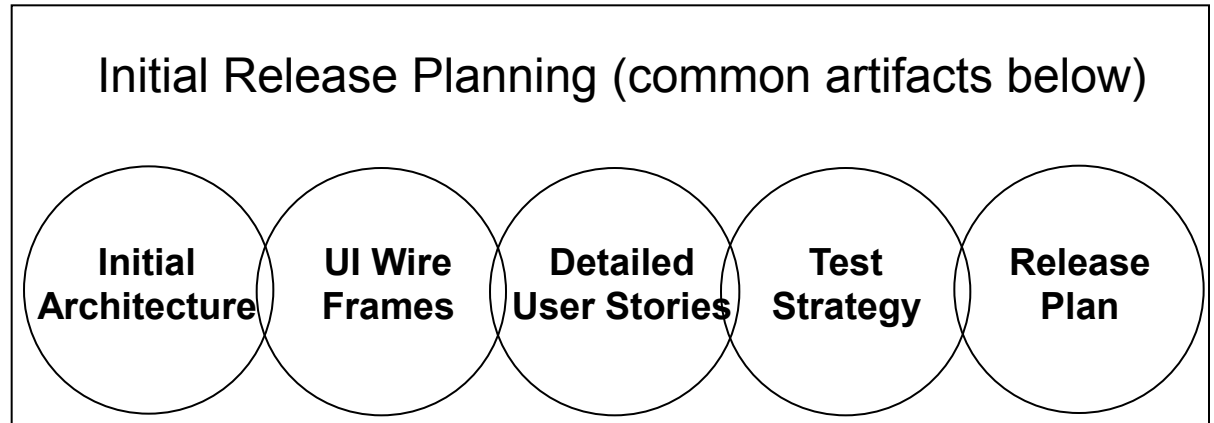 Initial Release Planning (common artifacts below)
Initial
Architecture
UI Wire
Frames
Detailed
User Stories
Test
Strategy
Release
Plan